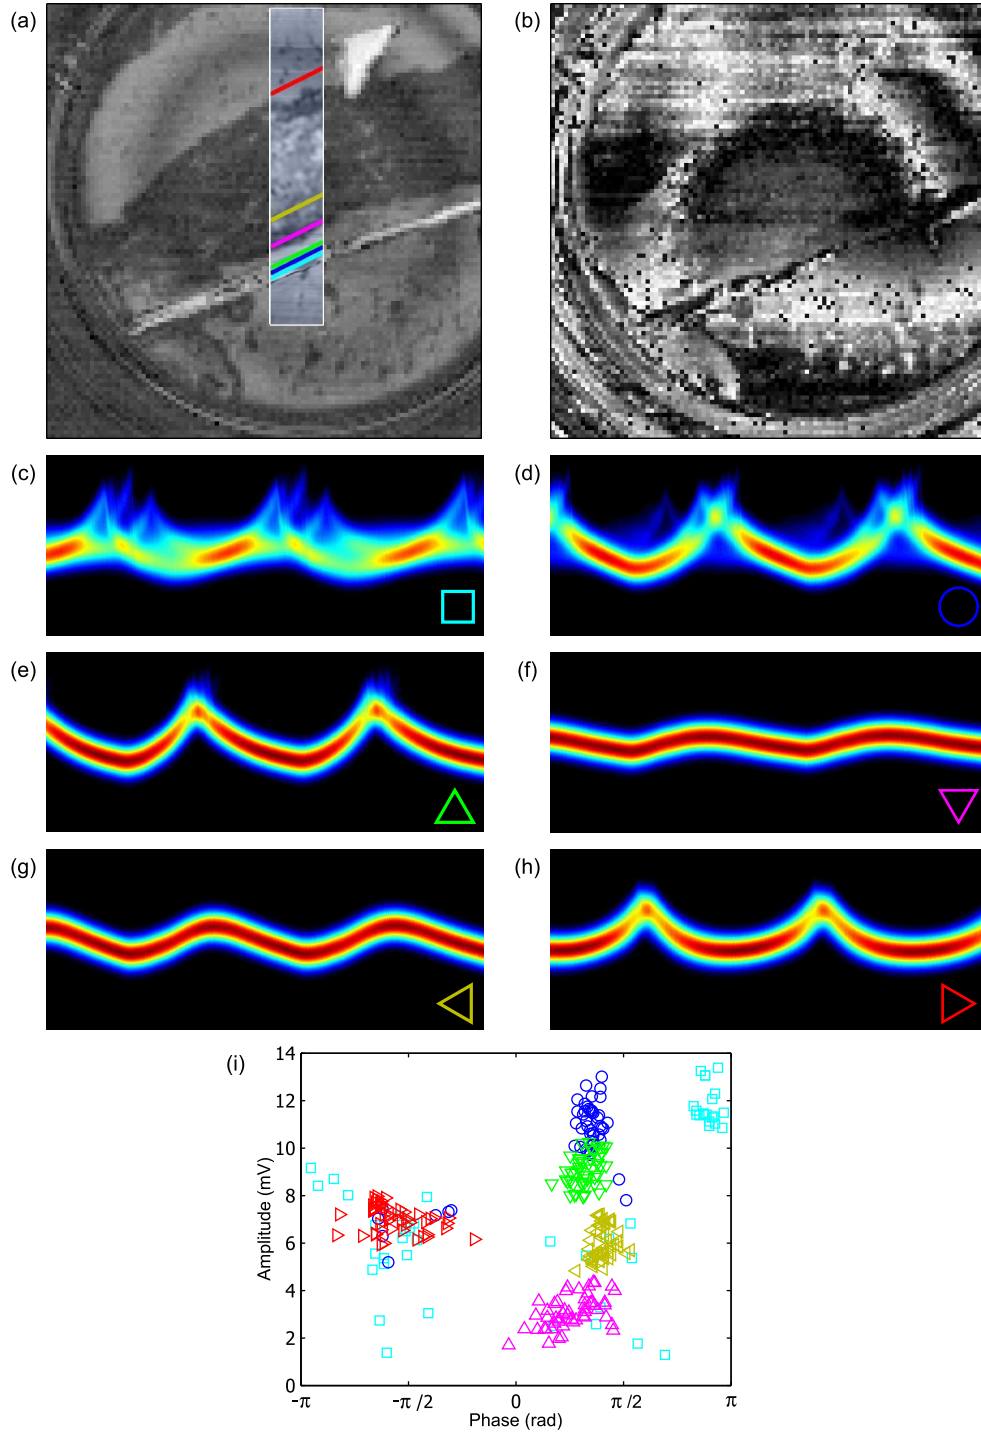 (a)
(b)
(c)
(d)
(e)
(f)
(g)
(h)
(i)
14
12
10
8
6
4
2
0
Amplitude (mV)
-π
-π/2
0
π/2
π
Phase (rad)